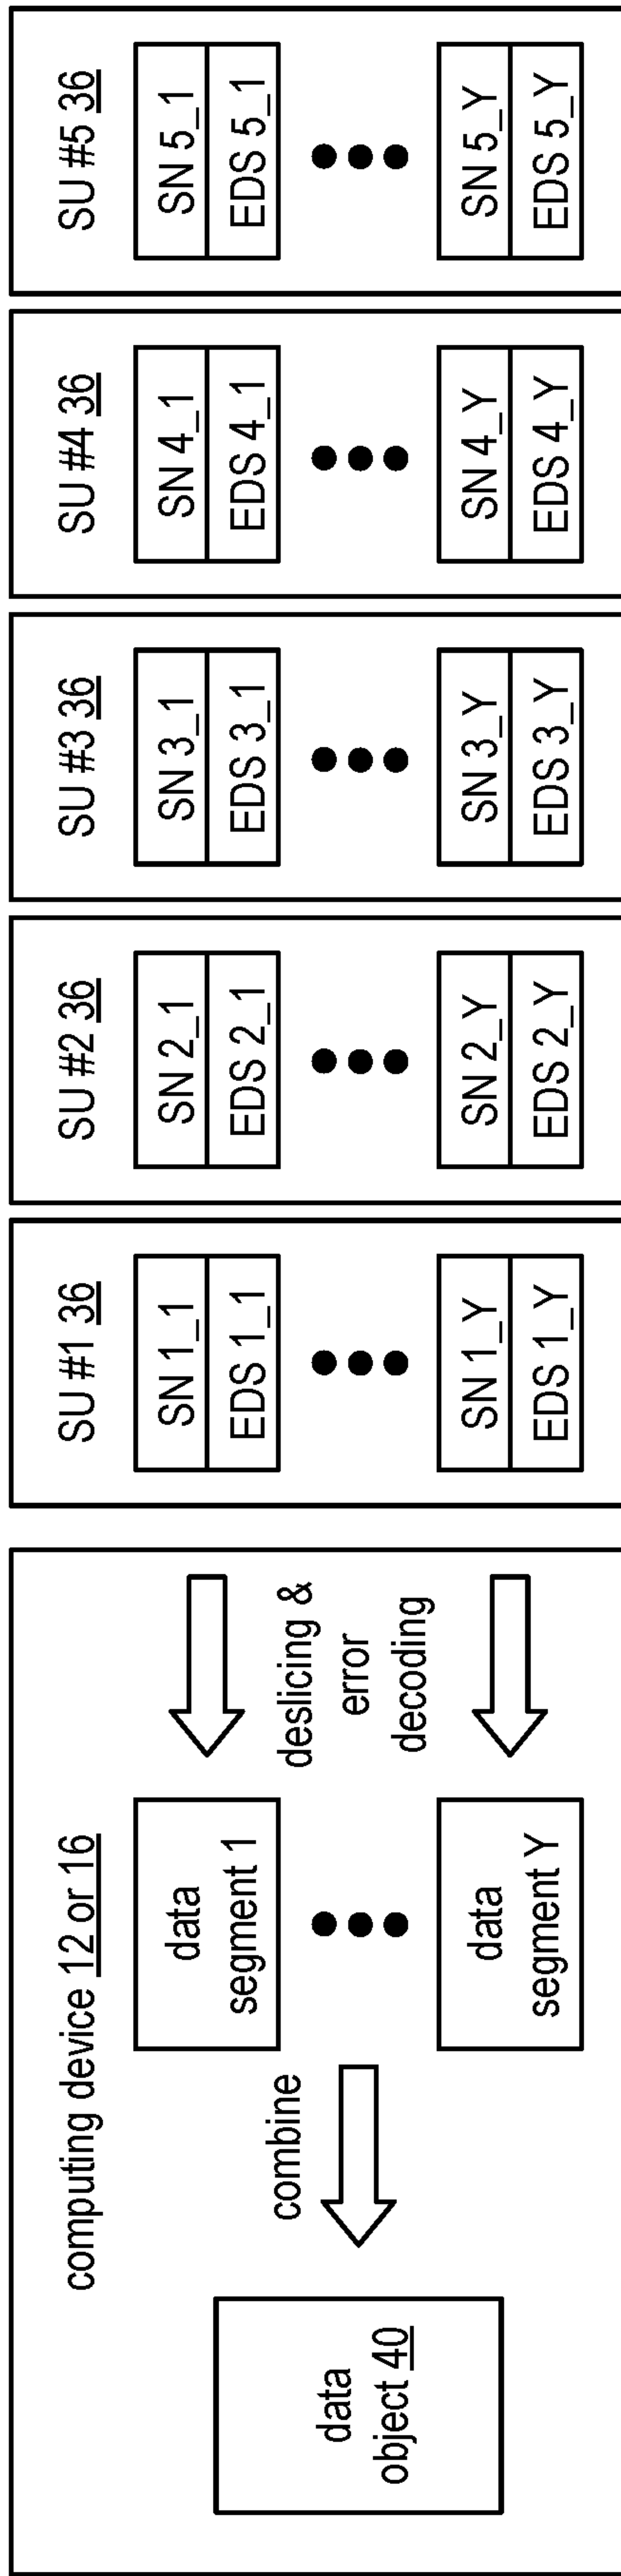 computing device 12 or 16
data
object 40
combine
data
segment 1
data
segment Y
deslicing &
error
decoding
SU #1 36
SN 1_1
EDS 1_1
SN 1_Y
EDS 1_Y
SU #2 36
SN 2_1
EDS 2_1
SN 2_Y
EDS 2_Y
SU #3 36
SN 3_1
EDS 3_1
SN 3_Y
EDS 3_Y
SU #4 36
SN 4_1
EDS 4_1
SN 4_Y
EDS 4_Y
SU #5 36
SN 5_1
EDS 5_1
SN 5_Y
EDS 5_Y